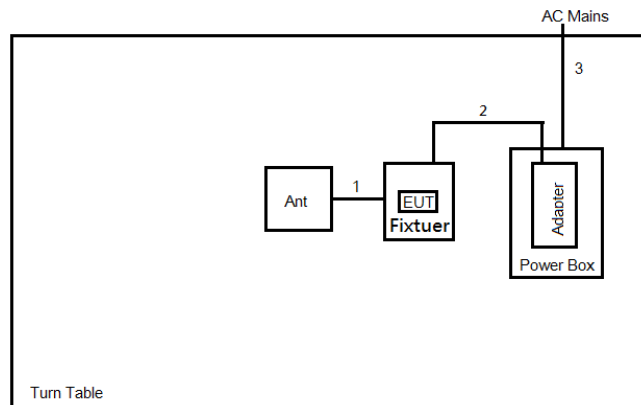 AC Mains
3
2
1
Ant
EUT
Fixtuer
Adapter
Power Box
Turn Table